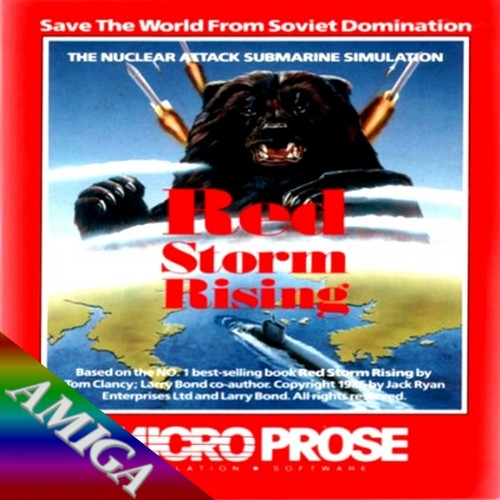 Save The World From Soviet Domination
THE NUCLEAR ATTACK SUBMARINE SIMULATION
Red
Storm
Rising
Based on the NO. 1 best-selling book Red Storm Rising by
Tom Clancy; Larry Bond co-author. Copyright by Jack Ryan
Enterprises Ltd and Larry Bond. All rights reserved.
MICRO PROSE
SOFTWARE
AMIGA